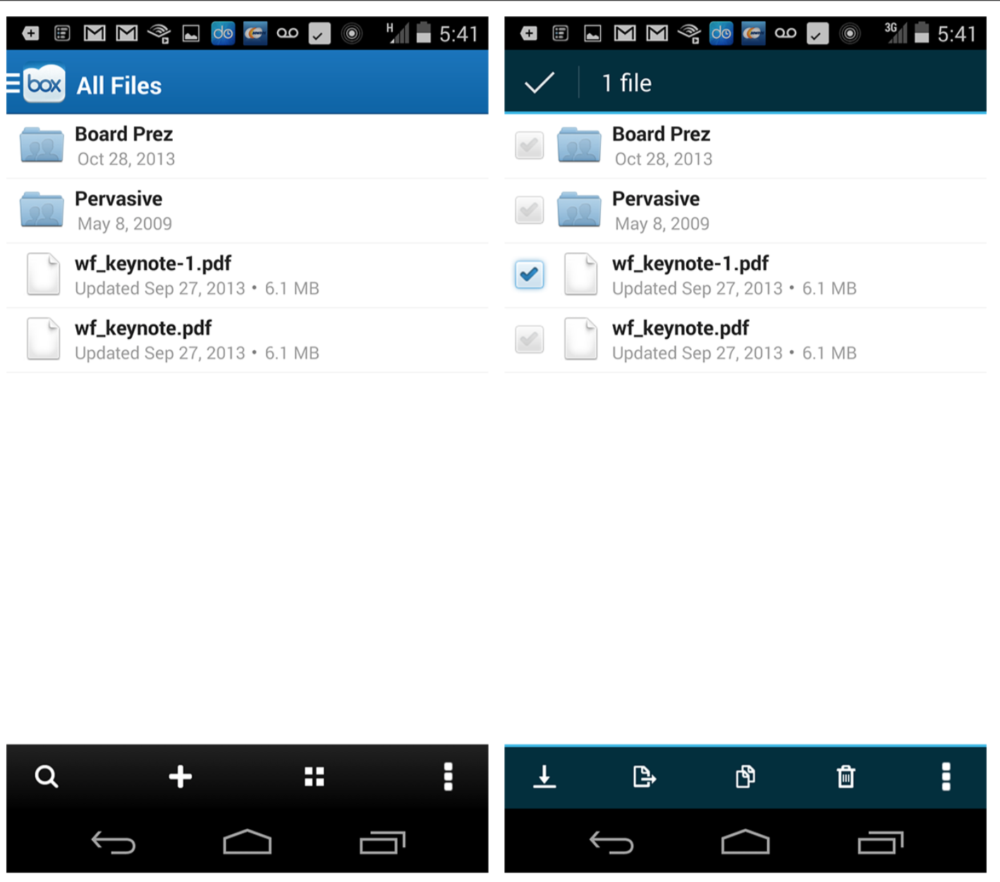 H 5:41
box All Files
Board Prez
Oct 28, 2013
Pervasive
May 8, 2009
wf_keynote-1.pdf
Updated Sep 27, 2013 • 6.1 MB
wf_keynote.pdf
Updated Sep 27, 2013 • 6.1 MB
3G 5:41
1 file
Board Prez
Oct 28, 2013
Pervasive
May 8, 2009
wf_keynote-1.pdf
Updated Sep 27, 2013 • 6.1 MB
wf_keynote.pdf
Updated Sep 27, 2013 • 6.1 MB